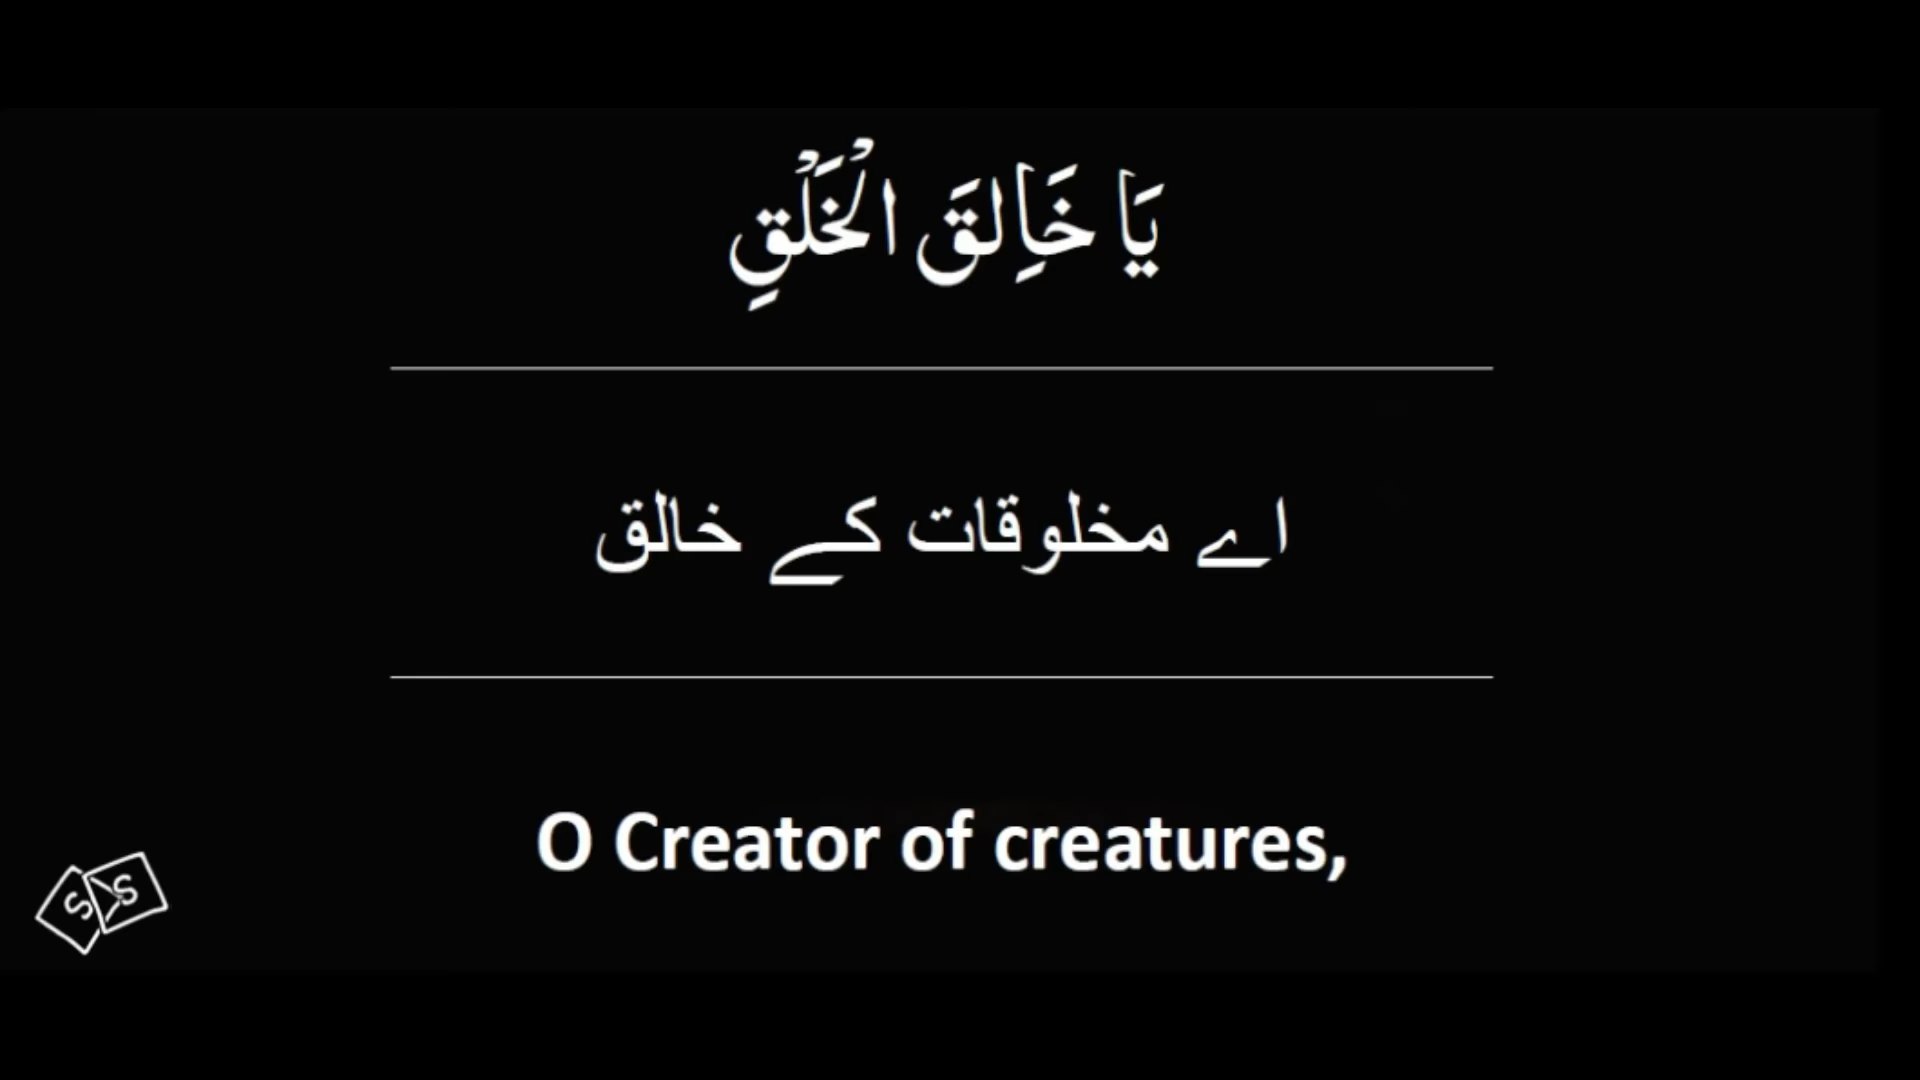 يَا خَالِقَ الْخَلْقِ
اے مخلوقات کے خالق
O Creator of creatures,
S S